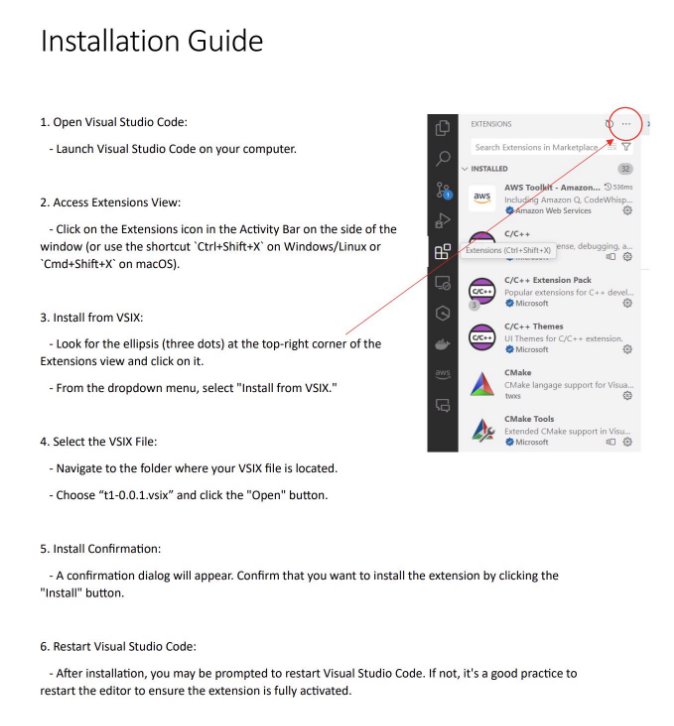 Installation Guide
1. Open Visual Studio Code:
- Launch Visual Studio Code on your computer.
2. Access Extensions View:
- Click on the Extensions icon in the Activity Bar on the side of the
window (or use the shortcut `Ctrl+Shift+X` on Windows/Linux or
`Cmd+Shift+X` on macOS).
3. Install from VSIX:
- Look for the ellipsis (three dots) at the top-right corner of the
Extensions view and click on it.
- From the dropdown menu, select "Install from VSIX."
4. Select the VSIX File:
- Navigate to the folder where your VSIX file is located.
- Choose “t1-0.0.1.vsix” and click the "Open" button.
5. Install Confirmation:
- A confirmation dialog will appear. Confirm that you want to install the extension by clicking the
"Install" button.
6. Restart Visual Studio Code:
- After installation, you may be prompted to restart Visual Studio Code. If not, it's a good practice to
restart the editor to ensure the extension is fully activated.
EXTENSIONS
Search Extensions in Marketplace
INSTALLED 32
aws
AWS Toolkit - Amazon... 536ms
Including Amazon Q, CodeWhisp...
Amazon Web Services
C/C++
Extensions (Ctrl+Shift+X) ense, debugging, a...
C/C++
C/C++ Extension Pack
Popular extensions for C++ devel...
3 Microsoft
C/C++
C/C++ Themes
UI Themes for C/C++ extension.
Microsoft
aws
CMake
CMake langage support for Visua...
twxs
CMake Tools
Extended CMake support in Visu...
Microsoft
1